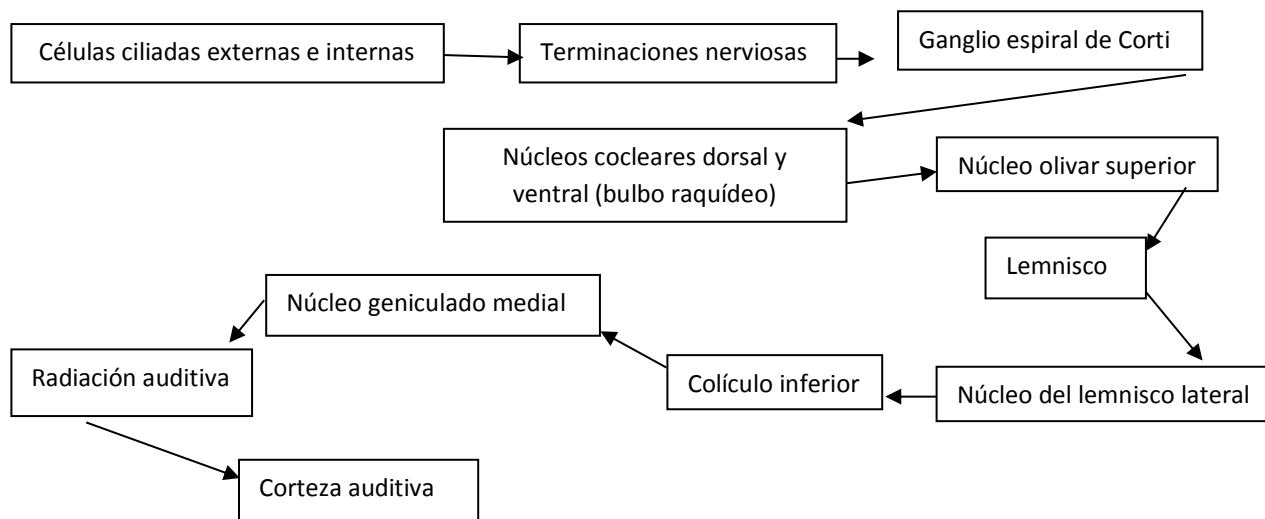 Células ciliadas externas e internas
Terminaciones nerviosas
Ganglio espiral de Corti
Núcleos cocleares dorsal y
ventral (bulbo raquídeo)
Núcleo olivar superior
Lemnisco
Núcleo del lemnisco lateral
Colículo inferior
Núcleo geniculado medial
Radiación auditiva
Corteza auditiva